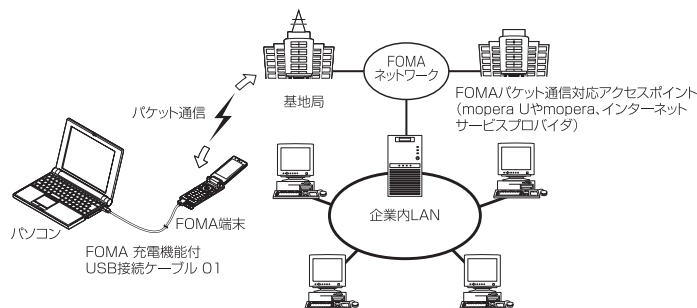 FOMA
ネットワーク
基地局
FOMAパケット通信対応アクセスポイント
(mopera Uやmopera、インターネット
サービスプロバイダ)
パケット通信
パソコン
FOMA端末
FOMA 充電機能付
USB接続ケーブル 01
企業内LAN